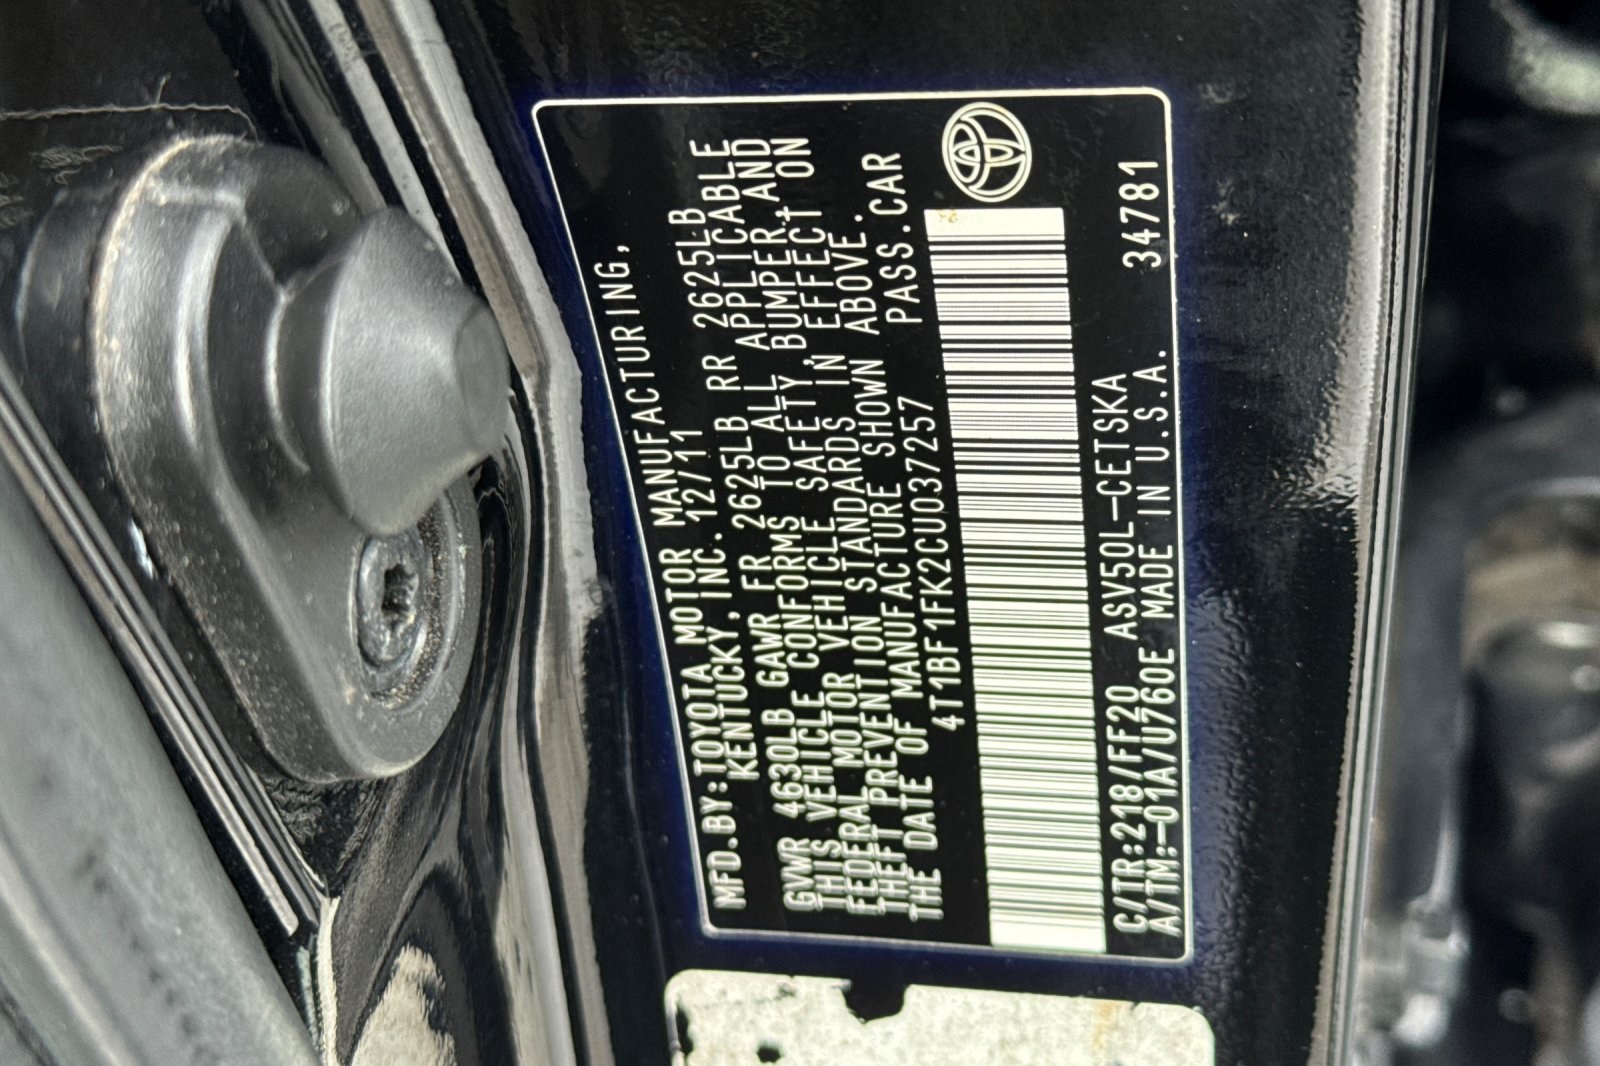 MFD.BY:TOYOTA MOTOR MANUFACTURING,
KENTUCKY,INC. 12/11
GVWR 4630LB GAWR FR 2625LB RR 2625LB
THIS VEHICLE CONFORMS TO ALL APPLICABLE
FEDERAL MOTOR VEHICLE SAFETY,BUMPER,AND
THEFT PREVENTION STANDARDS IN EFFECT ON
THE DATE OF MANUFACTURE SHOWN ABOVE.
4T1BF1FK2CU037257 PASS.CAR
C/TR:218/FF20 ASV50L-CETSKA
A/TM:-01A/U760E MADE IN U.S.A. 34781